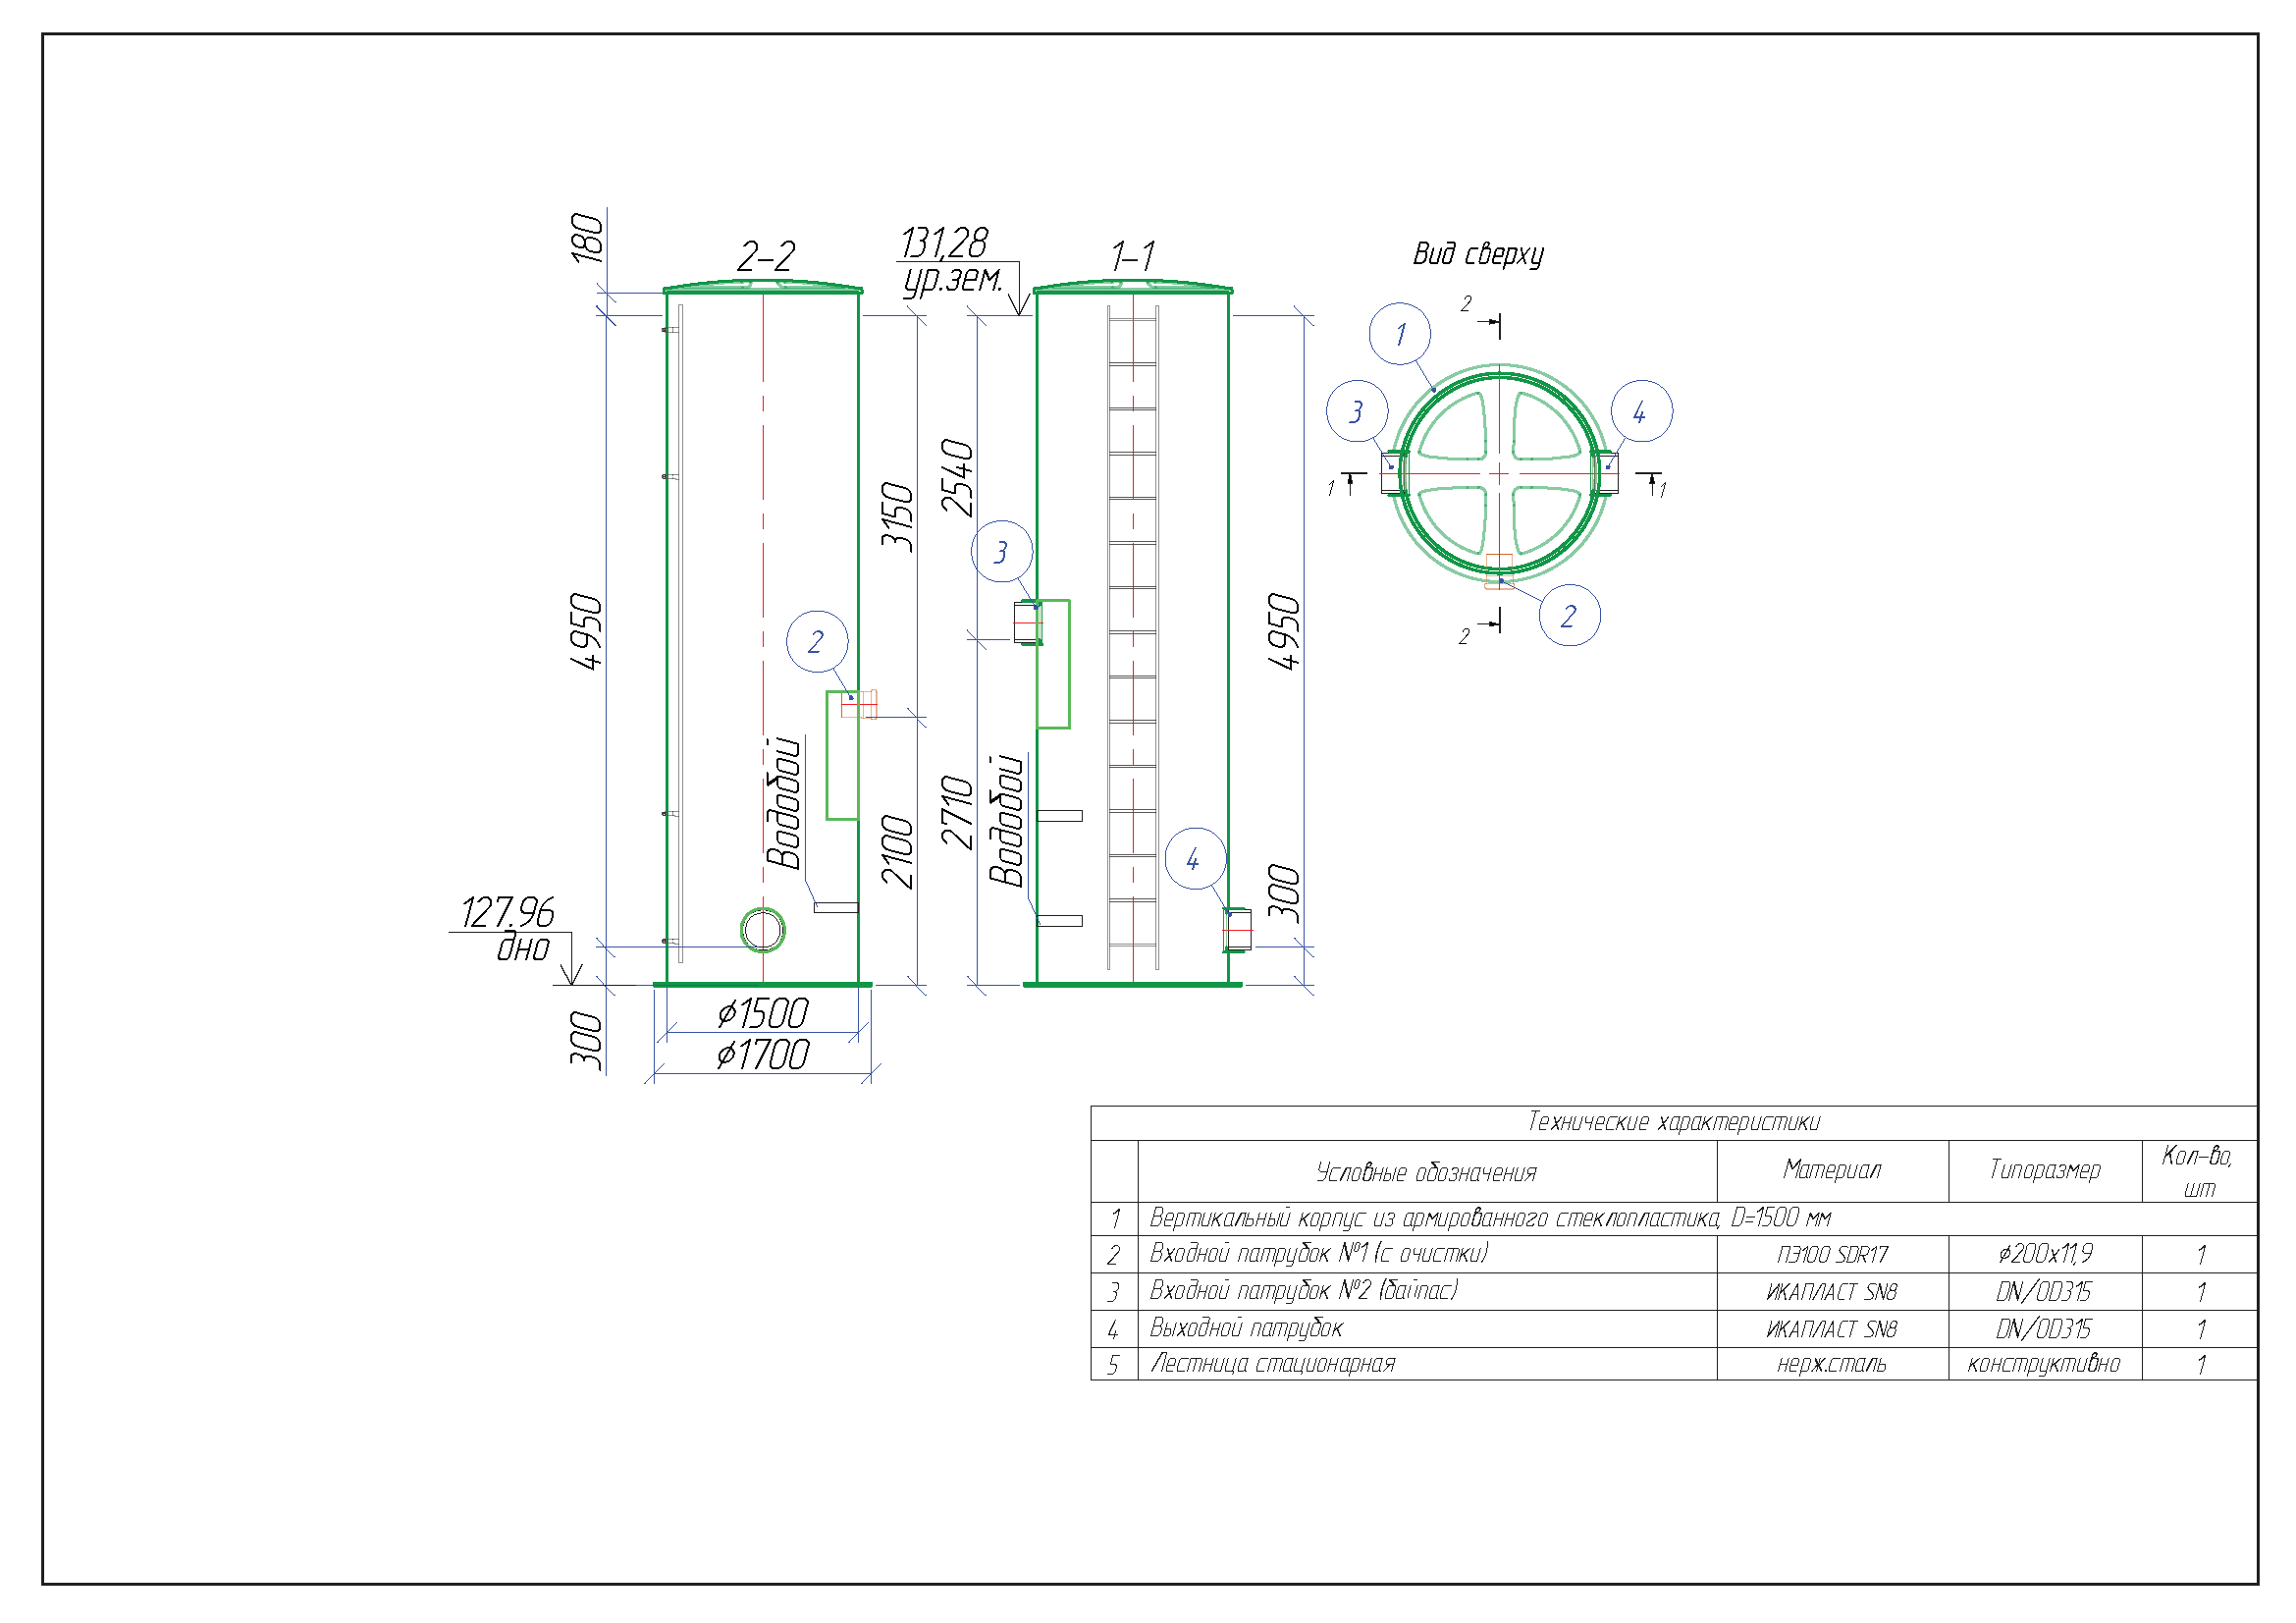 180
2-2
131,28
ур.зем.
1-1
Вид сверху
2
1
3
4
1
1
2
2
4950
3150
2540
3
2
4950
Водобой
2100
2710
Водобой
4
300
127.96
дно
300
ϕ1500
ϕ1700
Технические характеристики
Условные обозначения Материал Типоразмер Кол-во, шт
1 Вертикальный корпус из армированного стеклопластика, D=1500 мм
2 Входной патрубок №1 (с очистки) ПЭ100 SDR17 ϕ200х11,9 1
3 Входной патрубок №2 (байпас) ИКАПЛАСТ SN8 DN/OD315 1
4 Выходной патрубок ИКАПЛАСТ SN8 DN/OD315 1
5 Лестница стационарная нерж.сталь конструктивно 1